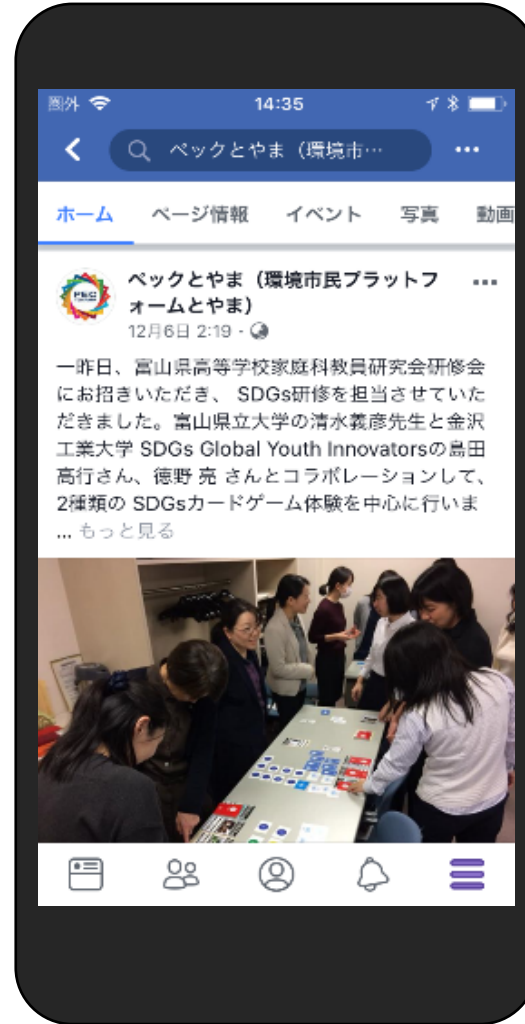 圏外 14:35
ペックとやま（環境市…
ホーム ページ情報 イベント 写真 動画
PEC
ペックとやま（環境市民プラットフ
ォームとやま）
12月6日 2:19
一昨日、富山県高等学校家庭科教員研究会研修会
にお招きいただき、 SDGs研修を担当させていた
だきました。富山県立大学の清水義彦先生と金沢
工業大学 SDGs Global Youth Innovatorsの島田
高行さん、徳野 亮 さんとコラボレーションして、
2種類の SDGsカードゲーム体験を中心に行いま
... もっと見る